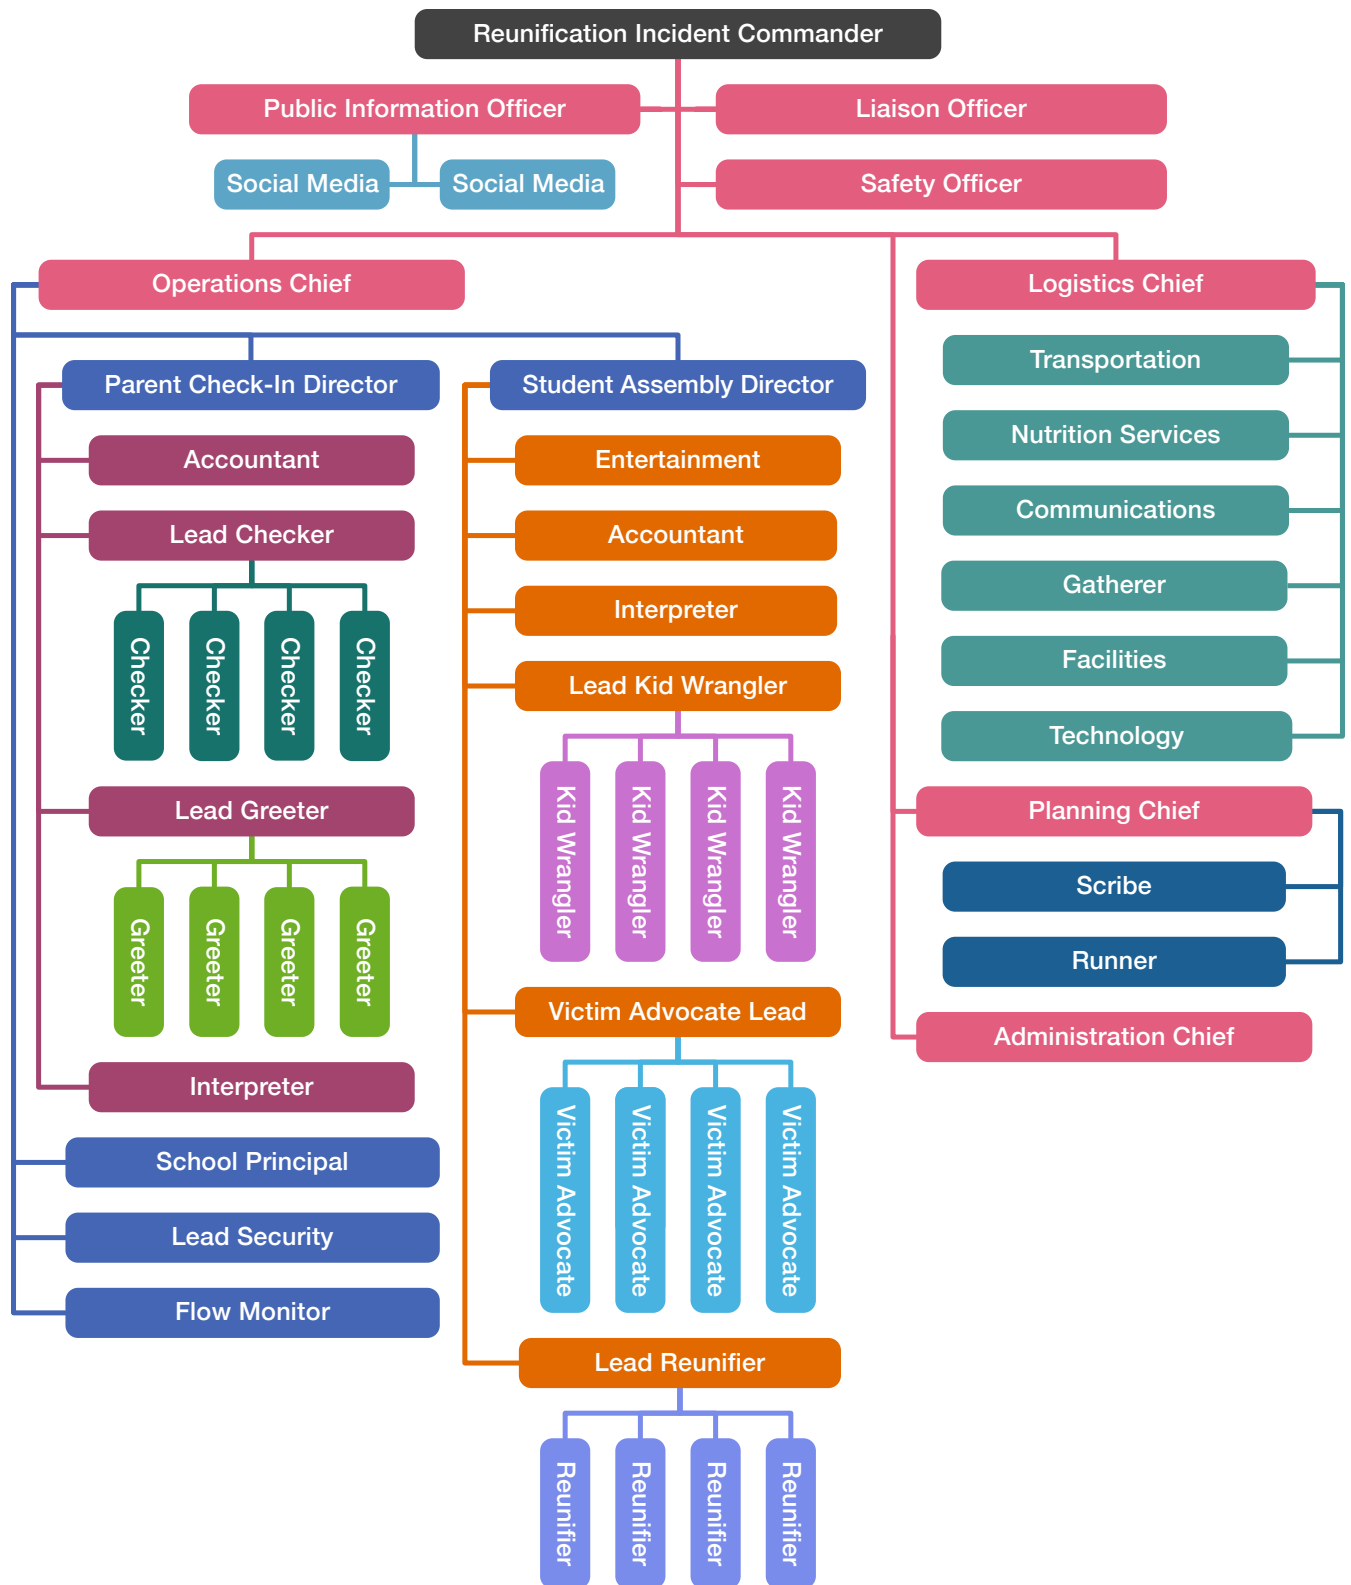 Reunification Incident Commander
Public Information Officer
Liaison Officer
Social Media
Social Media
Safety Officer
Operations Chief
Logistics Chief
Parent Check-In Director
Accountant
Lead Checker
Checker
Checker
Checker
Checker
Lead Greeter
Greeter
Greeter
Greeter
Greeter
Interpreter
School Principal
Lead Security
Flow Monitor
Student Assembly Director
Entertainment
Accountant
Interpreter
Lead Kid Wrangler
Kid Wrangler
Kid Wrangler
Kid Wrangler
Kid Wrangler
Victim Advocate Lead
Victim Advocate
Victim Advocate
Victim Advocate
Victim Advocate
Lead Reunifier
Reunifier
Reunifier
Reunifier
Reunifier
Transportation
Nutrition Services
Communications
Gatherer
Facilities
Technology
Planning Chief
Scribe
Runner
Administration Chief